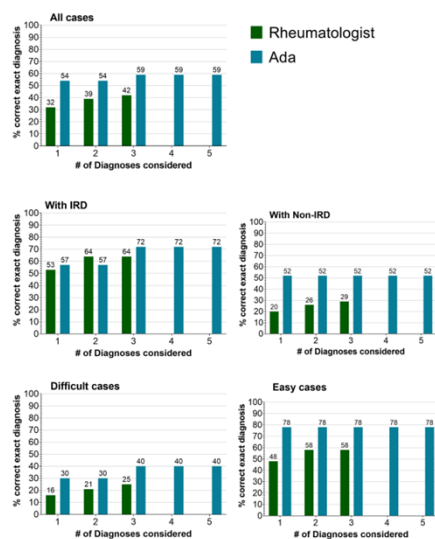 All cases
Rheumatologist
Ada
% correct exact diagnosis
100
90
80
70
60
50
40
30
20
10
0
32 54 39 54 42 59 59 59
1 2 3 4 5
# of Diagnoses considered
With IRD
% correct exact diagnosis
100
90
80
70
60
50
40
30
20
10
0
53 57 64 57 64 72 72 72
1 2 3 4 5
# of Diagnoses considered
With Non-IRD
% correct exact diagnosis
100
90
80
70
60
50
40
30
20
10
0
20 52 26 52 29 52 52 52
1 2 3 4 5
# of Diagnoses considered
Difficult cases
% correct exact diagnosis
100
90
80
70
60
50
40
30
20
10
0
16 30 21 30 25 40 40 40
1 2 3 4 5
# of Diagnoses considered
Easy cases
% correct exact diagnosis
100
90
80
70
60
50
40
30
20
10
0
48 78 58 78 58 78 78 78
1 2 3 4 5
# of Diagnoses considered